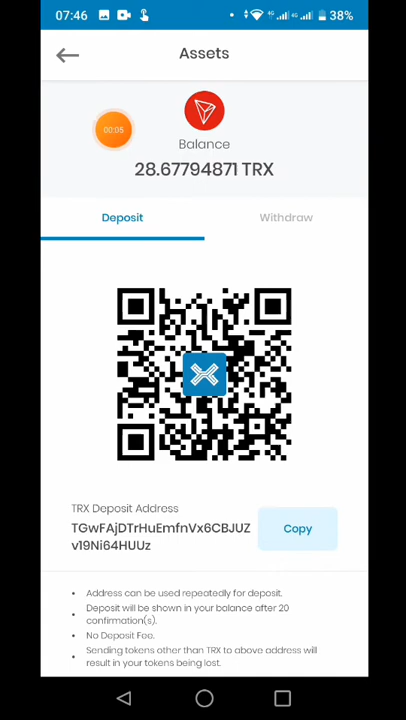 07:46
4G 4G 38%
Assets
00:05
Balance
28.67794871 TRX
Deposit Withdraw
TRX Deposit Address
TGwFAjDTrHuEmfnVx6CBJUZ
v19Ni64HUUz
Copy
• Address can be used repeatedly for deposit.
• Deposit will be shown in your balance after 20
confirmation(s).
• No Deposit Fee.
• Sending tokens other than TRX to above address will
result in your tokens being lost.